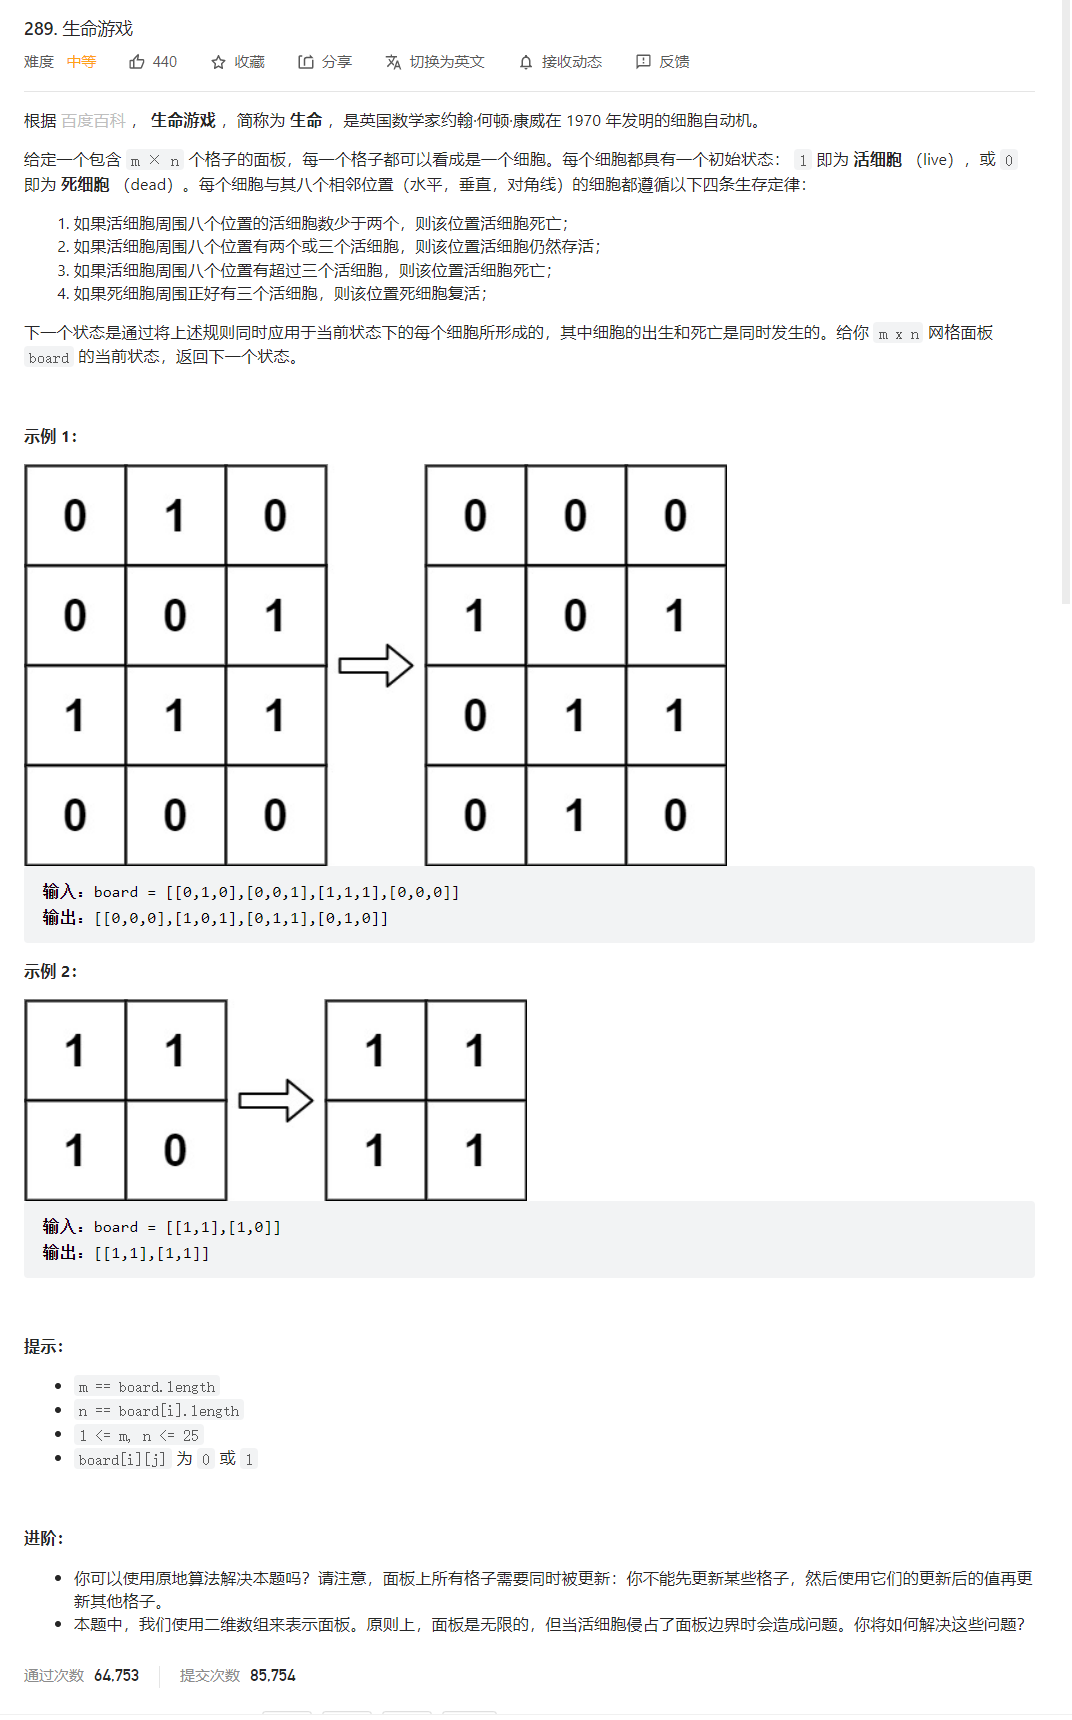 289. 生命游戏
难度 中等 440 收藏 分享 切换为英文 接收动态 反馈
根据 百度百科 ， 生命游戏 ，简称为 生命 ，是英国数学家约翰·何顿·康威在 1970 年发明的细胞自动机。
给定一个包含 m × n 个格子的面板，每一个格子都可以看成是一个细胞。每个细胞都具有一个初始状态： 1 即为 活细胞 （live），或 0
即为 死细胞 （dead）。每个细胞与其八个相邻位置（水平，垂直，对角线）的细胞都遵循以下四条生存定律：
1. 如果活细胞周围八个位置的活细胞数少于两个，则该位置活细胞死亡；
2. 如果活细胞周围八个位置有两个或三个活细胞，则该位置活细胞仍然存活；
3. 如果活细胞周围八个位置有超过三个活细胞，则该位置活细胞死亡；
4. 如果死细胞周围正好有三个活细胞，则该位置死细胞复活；
下一个状态是通过将上述规则同时应用于当前状态下的每个细胞所形成的，其中细胞的出生和死亡是同时发生的。给你 m x n 网格面板
board 的当前状态，返回下一个状态。
示例 1：
0 1 0 0 0 0
0 0 1 1 0 1
1 1 1 0 1 1
0 0 0 0 1 0
输入：board = [[0,1,0],[0,0,1],[1,1,1],[0,0,0]]
输出：[[0,0,0],[1,0,1],[0,1,1],[0,1,0]]
示例 2：
1 1 1 1
1 0 1 1
输入：board = [[1,1],[1,0]]
输出：[[1,1],[1,1]]
提示：
• m == board.length
• n == board[i].length
• 1 <= m, n <= 25
• board[i][j] 为 0 或 1
进阶：
• 你可以使用原地算法解决本题吗？请注意，面板上所有格子需要同时被更新：你不能先更新某些格子，然后使用它们的更新后的值再更
新其他格子。
• 本题中，我们使用二维数组来表示面板。原则上，面板是无限的，但当活细胞侵占了面板边界时会造成问题。你将如何解决这些问题？
通过次数 64,753 提交次数 85,754